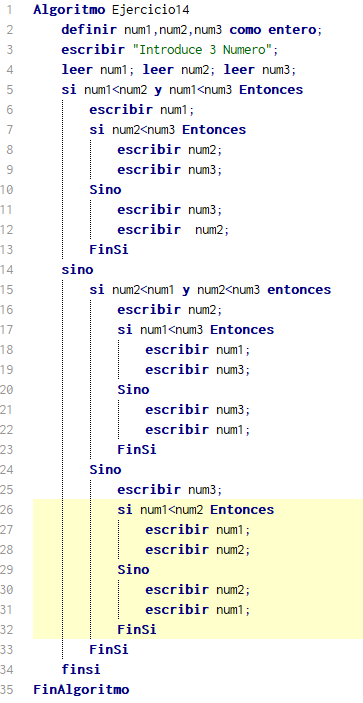 1 Algoritmo Ejercicio14
2 definir num1,num2,num3 como entero;
3 escribir "Introduce 3 Numero";
4 leer num1; leer num2; leer num3;
5 si num1<num2 y num1<num3 Entonces
6 escribir num1;
7 si num2<num3 Entonces
8 escribir num2;
9 escribir num3;
10 Sino
11 escribir num3;
12 escribir  num2;
13 FinSi
14 sino
15 si num2<num1 y num2<num3 entonces
16 escribir num2;
17 si num1<num3 Entonces
18 escribir num1;
19 escribir num3;
20 Sino
21 escribir num3;
22 escribir num1;
23 FinSi
24 Sino
25 escribir num3;
26 si num1<num2 Entonces
27 escribir num1;
28 escribir num2;
29 Sino
30 escribir num2;
31 escribir num1;
32 FinSi
33 FinSi
34 finsi
35 FinAlgoritmo